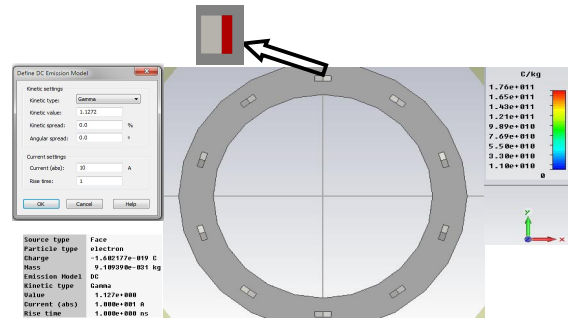 Define DC Emission Model
Kinetic settings
Kinetic type: Gamma
Kinetic value: 1.1272
Kinetic spread: 0.0 %
Angular spread: 0.0 °
Current settings
Current (abs): 10 A
Rise time: 1
OK Cancel Help
Source type Face
Particle type electron
Charge -1.602177e-019 C
Mass 9.109390e-031 kg
Emission Model DC
Kinetic type Gamma
Value 1.127e+000
Current (abs) 1.000e+001 A
Rise time 1.000e+000 ns
C/kg
1.76e+011
1.65e+011
1.43e+011
1.21e+011
9.89e+010
7.69e+010
5.50e+010
3.30e+010
1.10e+010
0
y
z x